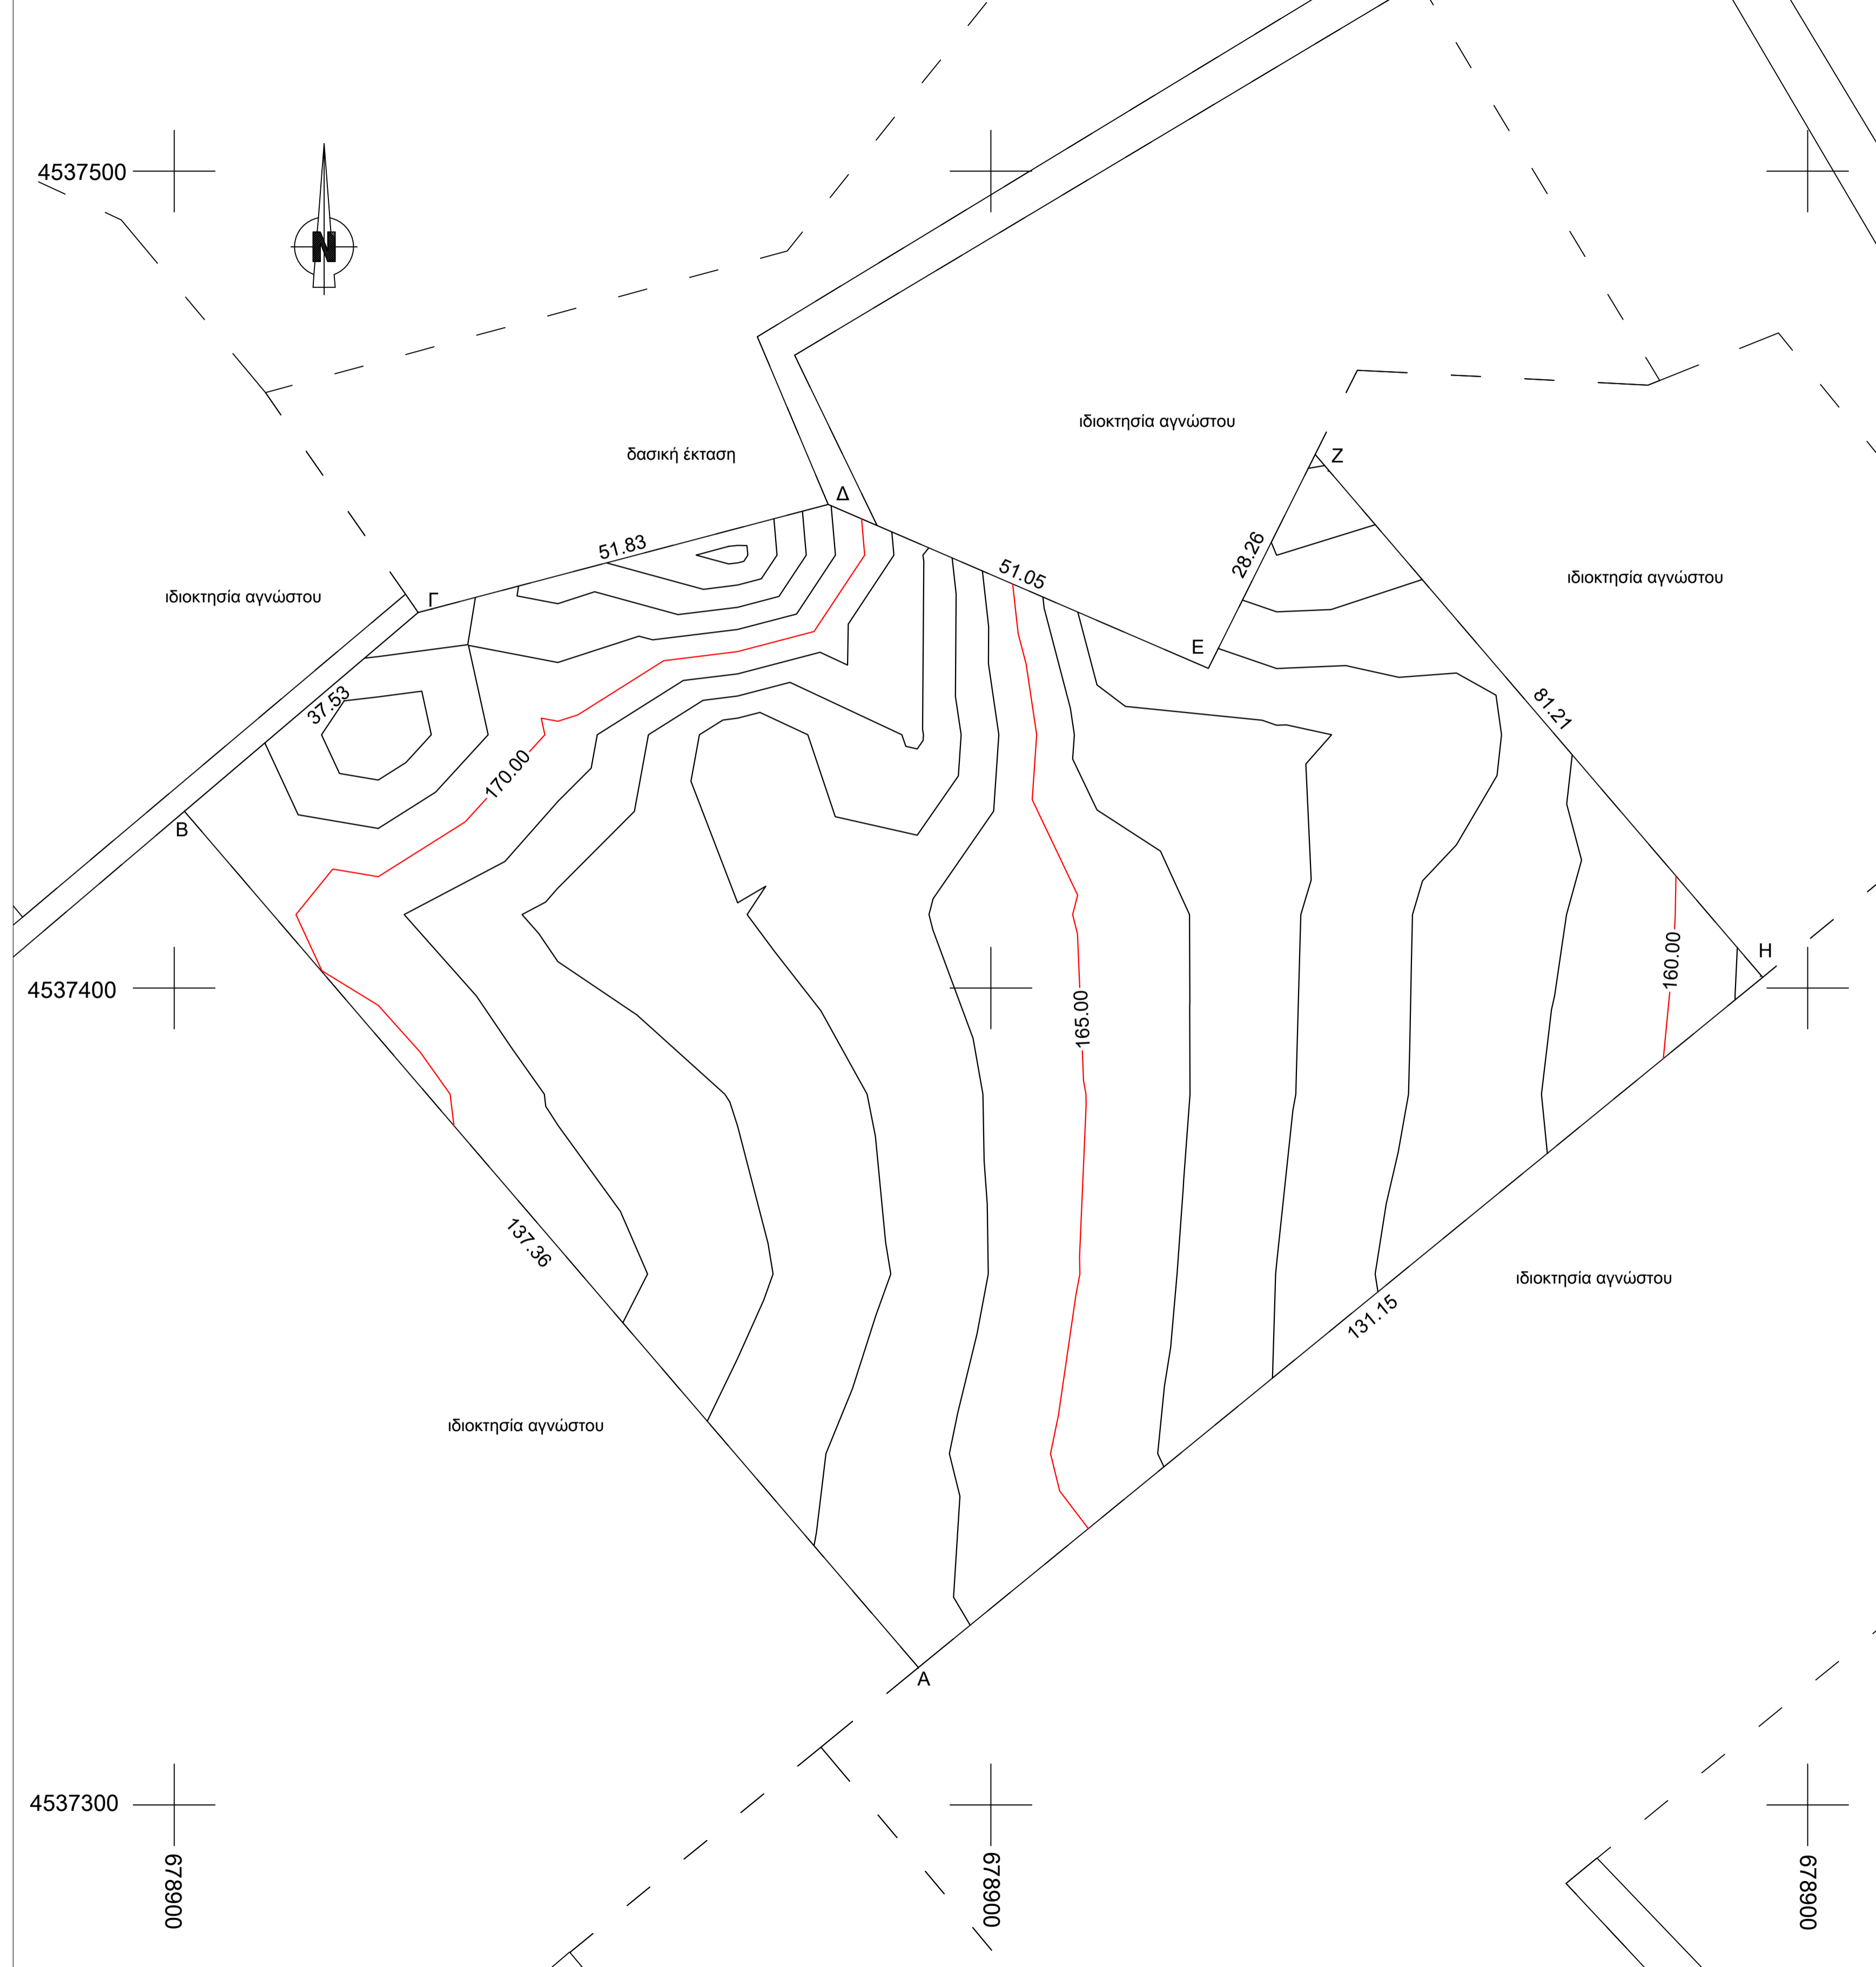 4537500
N
ιδιοκτησία αγνώστου
δασική έκταση
Ζ
Δ
51.83
28.26
51.05
ιδιοκτησία αγνώστου
ιδιοκτησία αγνώστου
Γ
Ε
37.53
81.21
170.00
Β
Η
160.00
4537400
165.00
137.36
ιδιοκτησία αγνώστου
131.15
ιδιοκτησία αγνώστου
Α
4537300
678900
678900
678900